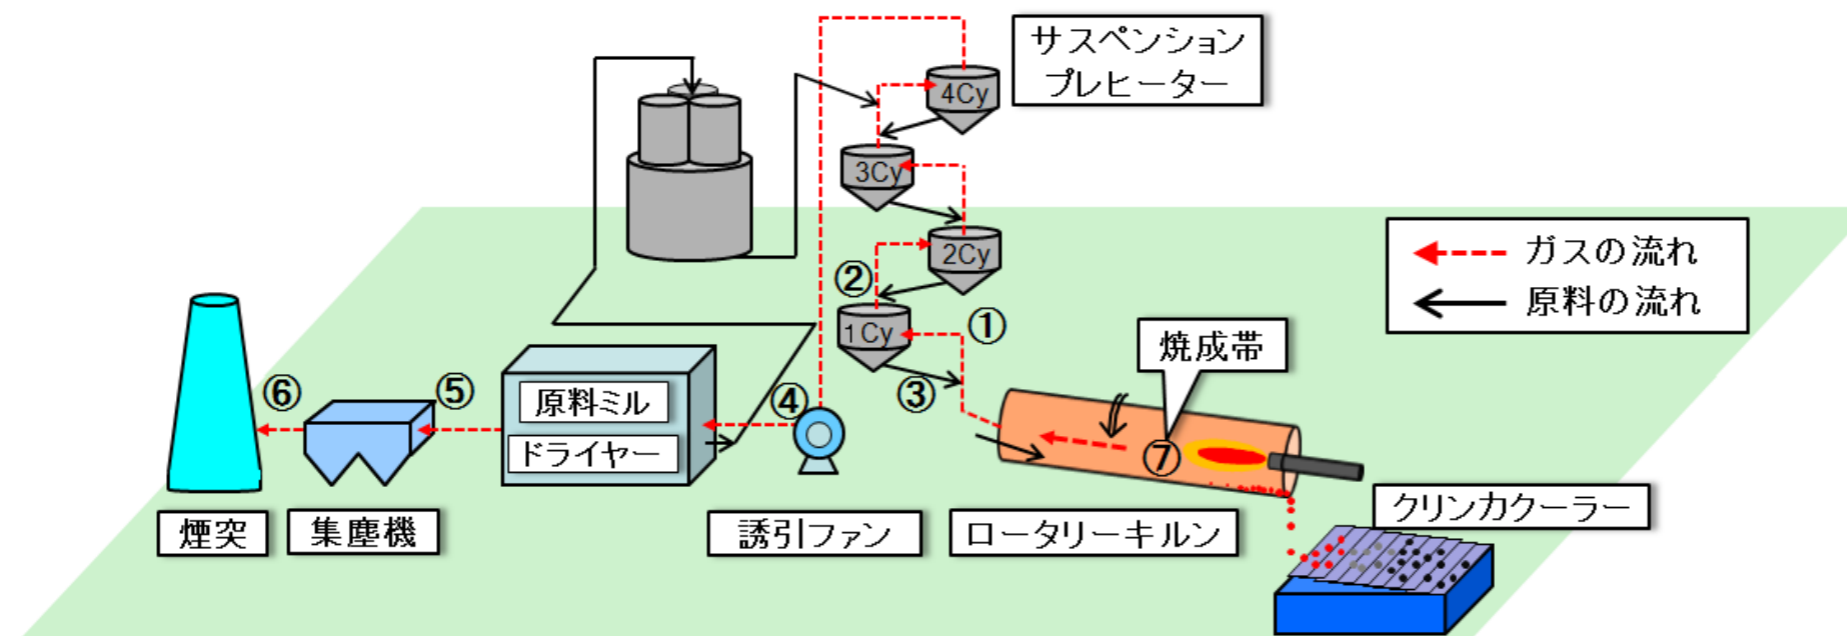 サスペンション
プレヒーター
4Cy
3Cy
2Cy
1Cy
②
①
③
ガスの流れ
原料の流れ
焼成帯
⑦
原料ミル
ドライヤー
④
⑤
⑥
煙突
集塵機
誘引ファン
ロータリーキルン
クリンカクーラー